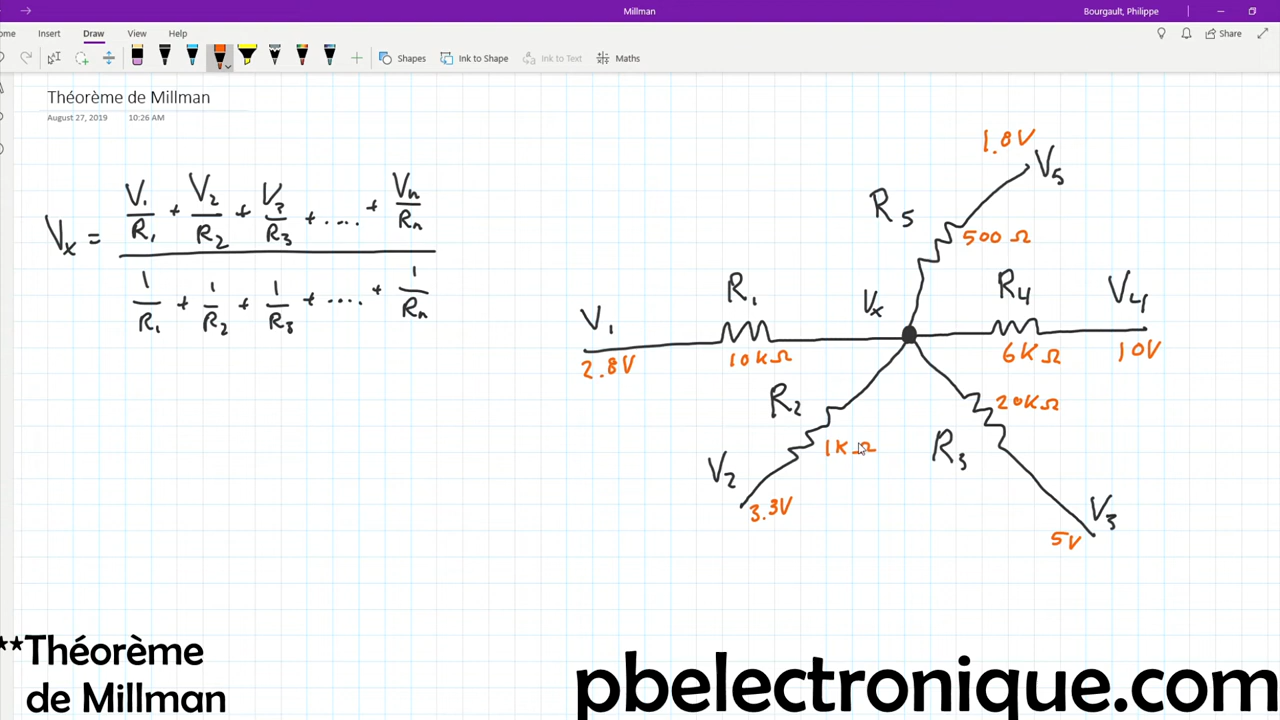 Millman
Bourgault, Philippe
ome Insert Draw View Help
Shapes Ink to Shape Ink to Text Maths
Share
Théorème de Millman
August 27, 2019 10:26 AM
Vx = (V1/R1 + V2/R2 + V3/R3 + .... + Vn/Rn) / (1/R1 + 1/R2 + 1/R3 + .... + 1/Rn)
1.8V
V5
R5
500 Ω
R1
Vx
R4
V4
V1
2.8V
10KΩ
6KΩ
10V
R2
20KΩ
1KΩ
R3
V2
3.3V
V3
5V
**Théorème
de Millman
pbelectronique.com